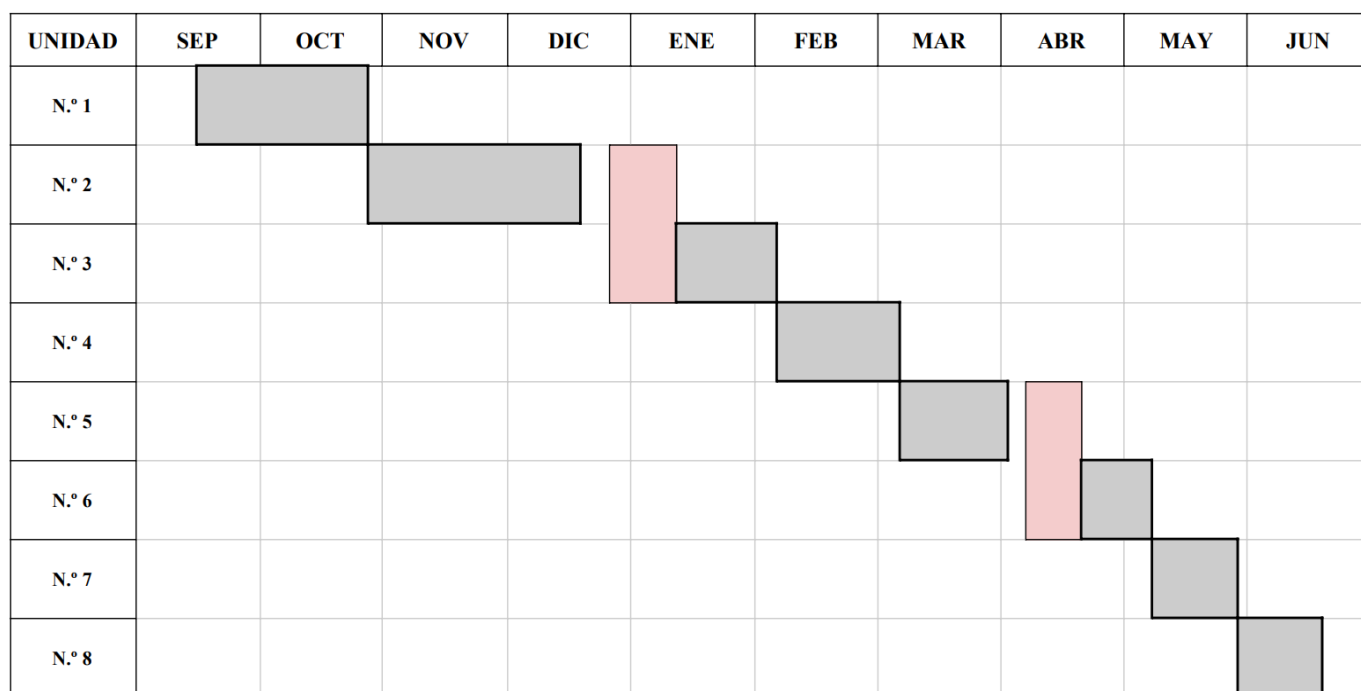 UNIDAD SEP OCT NOV DIC ENE FEB MAR ABR MAY JUN
N.º 1
N.º 2
N.º 3
N.º 4
N.º 5
N.º 6
N.º 7
N.º 8